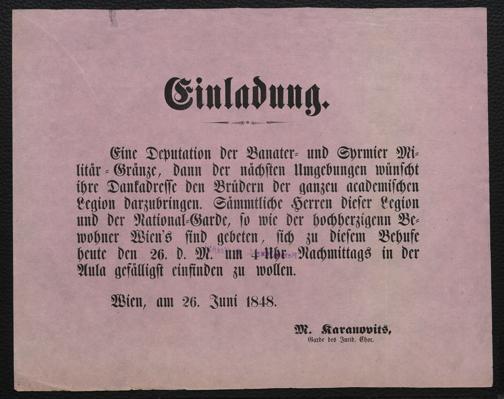 Einladung.
Eine Deputation der Banater- und Syrmier Mi-
litär-Gränze, dann der nächsten Umgebungen wünscht
ihre Dankadresse den Brüdern der ganzen academischen
Legion darzubringen. Sämmtliche Herren dieser Legion
und der National-Garde, so wie der hochherzigenn Be-
wohner Wien's sind gebeten, sich zu diesem Behufe
heute den 26. d. M. um 4 Uhr Nachmittags in der
Aula gefälligst einfinden zu wollen.
Wien, am 26. Juni 1848.
M. Karanovits,
Garde des Jurid. Chor.